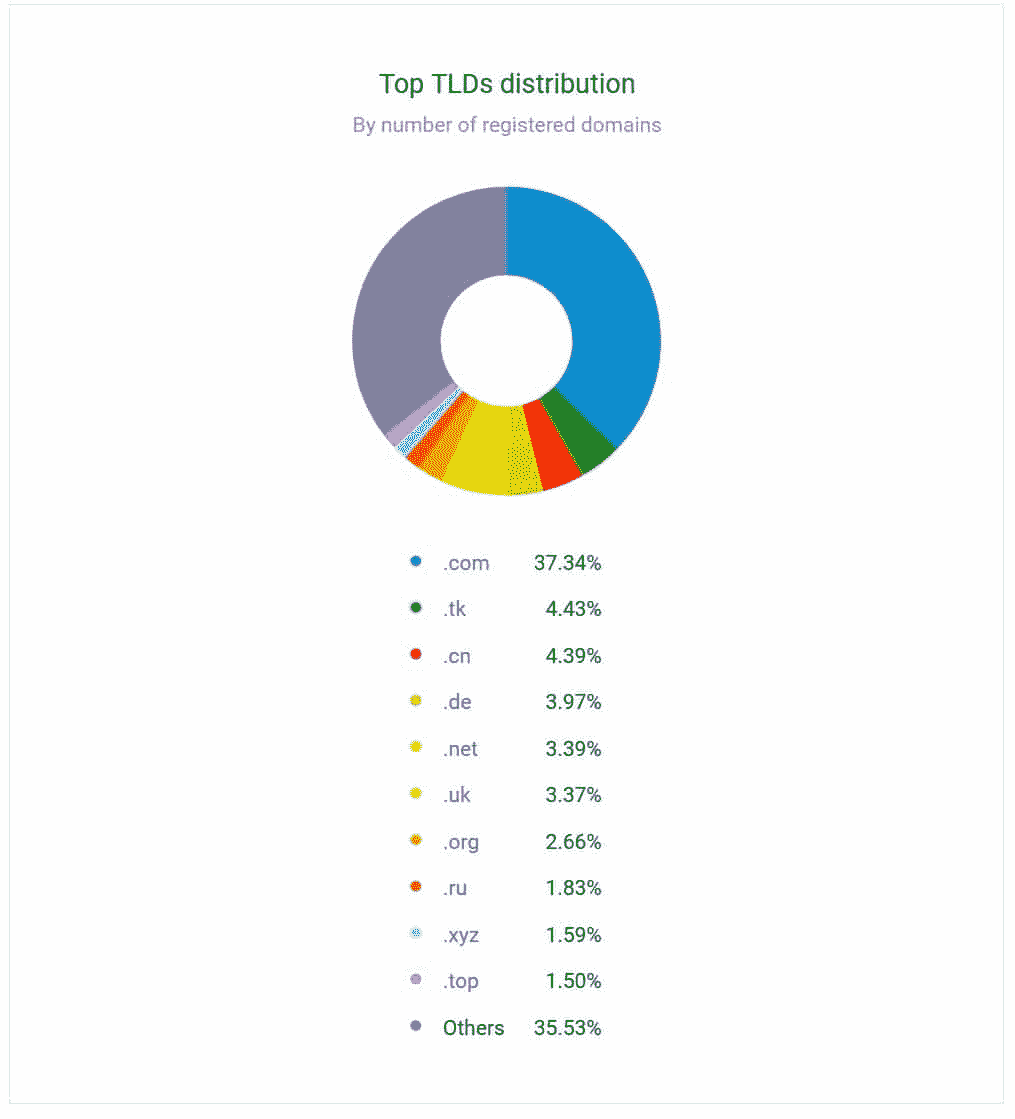 Top TLDs distribution
By number of registered domains
.com 37.34%
.tk 4.43%
.cn 4.39%
.de 3.97%
.net 3.39%
.uk 3.37%
.org 2.66%
.ru 1.83%
.xyz 1.59%
.top 1.50%
Others 35.53%